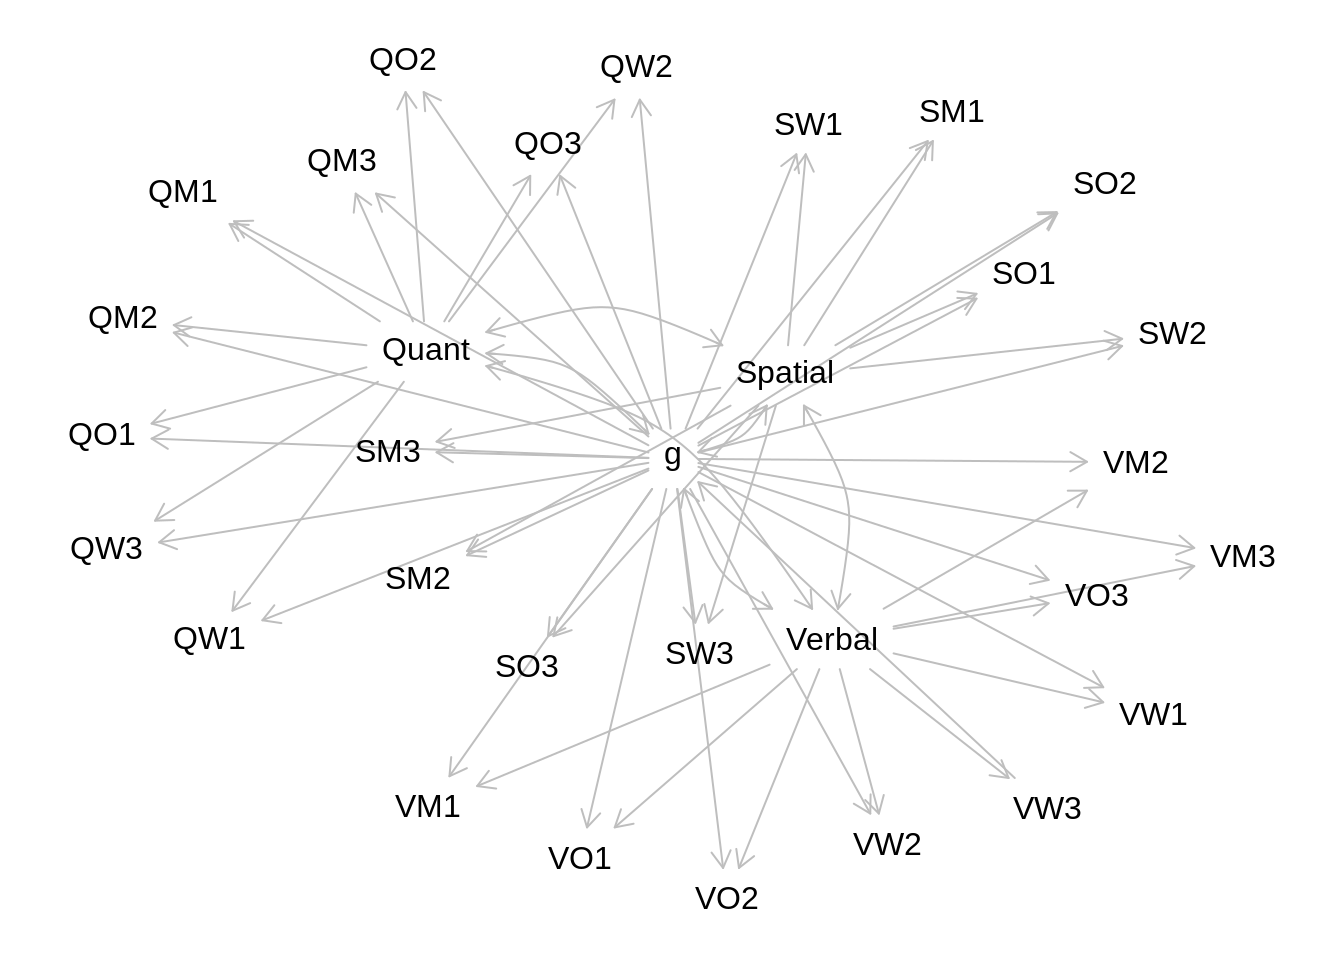 QO2
QW2
SM1
SW1
QO3
QM3
SO2
QM1
SO1
QM2
SW2
Quant
Spatial
QO1
SM3
g
VM2
QW3
VM3
SM2
VO3
QW1
Verbal
SW3
SO3
VW1
VM1
VW3
VW2
VO1
VO2